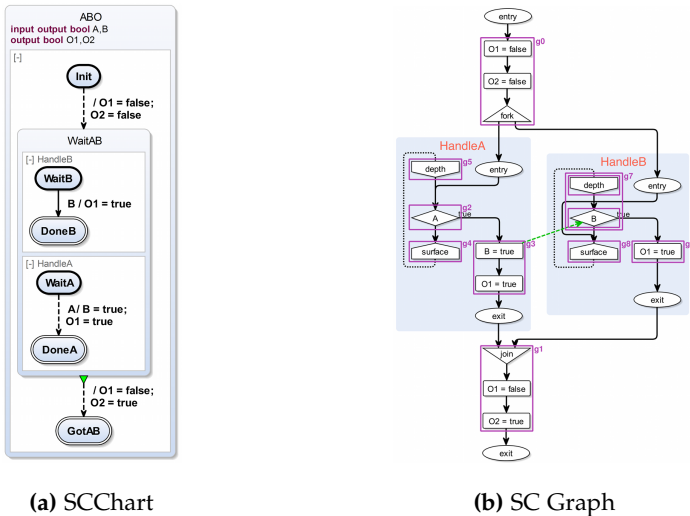 ABO
input output bool A,B
output bool O1,O2
[-]
Init
/ O1 = false;
O2 = false
WaitAB
[-] HandleB
WaitB
B / O1 = true
DoneB
[-] HandleA
WaitA
A/ B = true;
O1 = true
DoneA
/ O1 = false;
O2 = true
GotAB
(a) SCChart
entry
g0
O1 = false
O2 = false
fork
HandleA
g5
depth
entry
g2
A
true
surface
g4
B = true
g3
O1 = true
exit
HandleB
g7
depth
entry
B
true
surface
g8
O1 = true
exit
join
g1
O1 = false
O2 = true
exit
(b) SC Graph